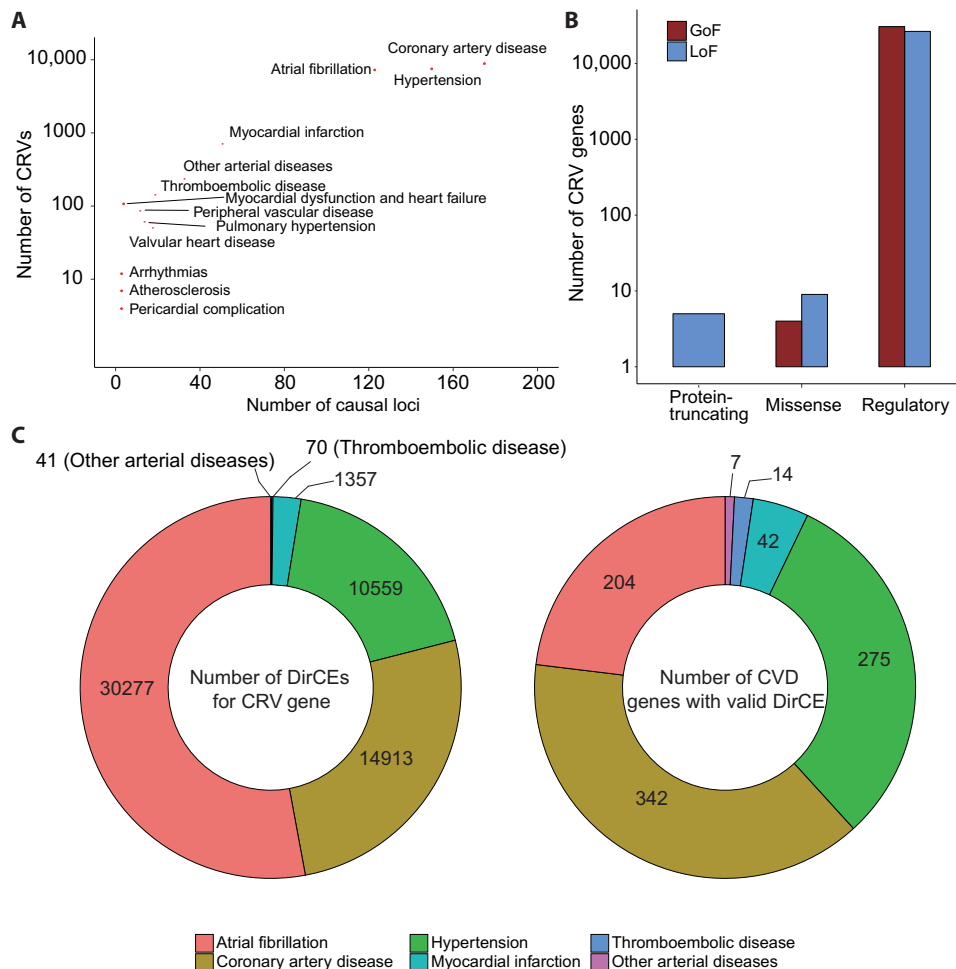 A
Number of CRVs
10,000
1000
100
10
Coronary artery disease
Atrial fibrillation
Hypertension
Myocardial infarction
Other arterial diseases
Thromboembolic disease
Myocardial dysfunction and heart failure
Peripheral vascular disease
Pulmonary hypertension
Valvular heart disease
Arrhythmias
Atherosclerosis
Pericardial complication
0 40 80 120 160 200
Number of causal loci
B
Number of CRV genes
GoF
LoF
10,000
1000
100
10
1
Protein-
truncating
Missense
Regulatory
C
41 (Other arterial diseases)
70 (Thromboembolic disease)
1357
10559
30277
14913
Number of DirCEs
for CRV gene
7
14
42
204
275
342
Number of CVD
genes with valid DirCE
Atrial fibrillation
Hypertension
Thromboembolic disease
Coronary artery disease
Myocardial infarction
Other arterial diseases